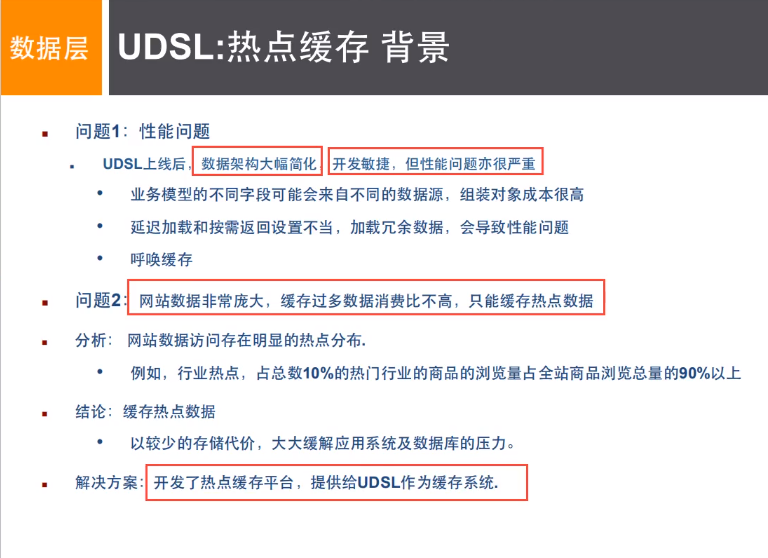 数据层
UDSL:热点缓存 背景
问题1：性能问题
UDSL上线后，数据架构大幅简化，开发敏捷，但性能问题亦很严重
业务模型的不同字段可能会来自不同的数据源，组装对象成本很高
延迟加载和按需返回设置不当，加载冗余数据，会导致性能问题
呼唤缓存
问题2：网站数据非常庞大，缓存过多数据消费比不高，只能缓存热点数据
分析： 网站数据访问存在明显的热点分布.
例如，行业热点，占总数10%的热门行业的商品的浏览量占全站商品浏览总量的90%以上
结论：缓存热点数据
以较少的存储代价，大大缓解应用系统及数据库的压力。
解决方案：开发了热点缓存平台，提供给UDSL作为缓存系统.